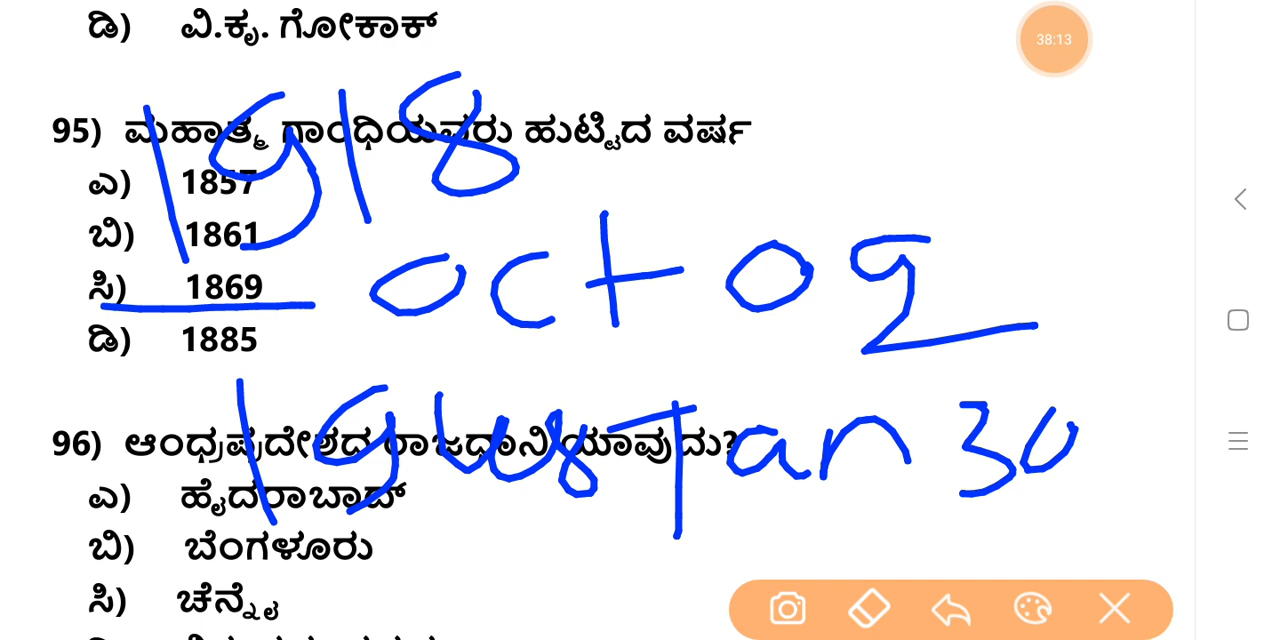 ಡಿ) ವಿ.ಕೃ. ಗೋಕಾಕ್
38:13
1918
95) ಮಹಾತ್ಮ ಗಾಂಧಿಯವರು ಹುಟ್ಟಿದ ವರ್ಷ
ಎ) 1857
ಬಿ) 1861
ಸಿ) 1869 oct 02
ಡಿ) 1885
1948 Jan 30
96) ಆಂಧ್ರಪ್ರದೇಶದ ರಾಜಧಾನಿ ಯಾವುದು?
ಎ) ಹೈದರಾಬಾದ್
ಬಿ) ಬೆಂಗಳೂರು
ಸಿ) ಚೆನ್ನೈ